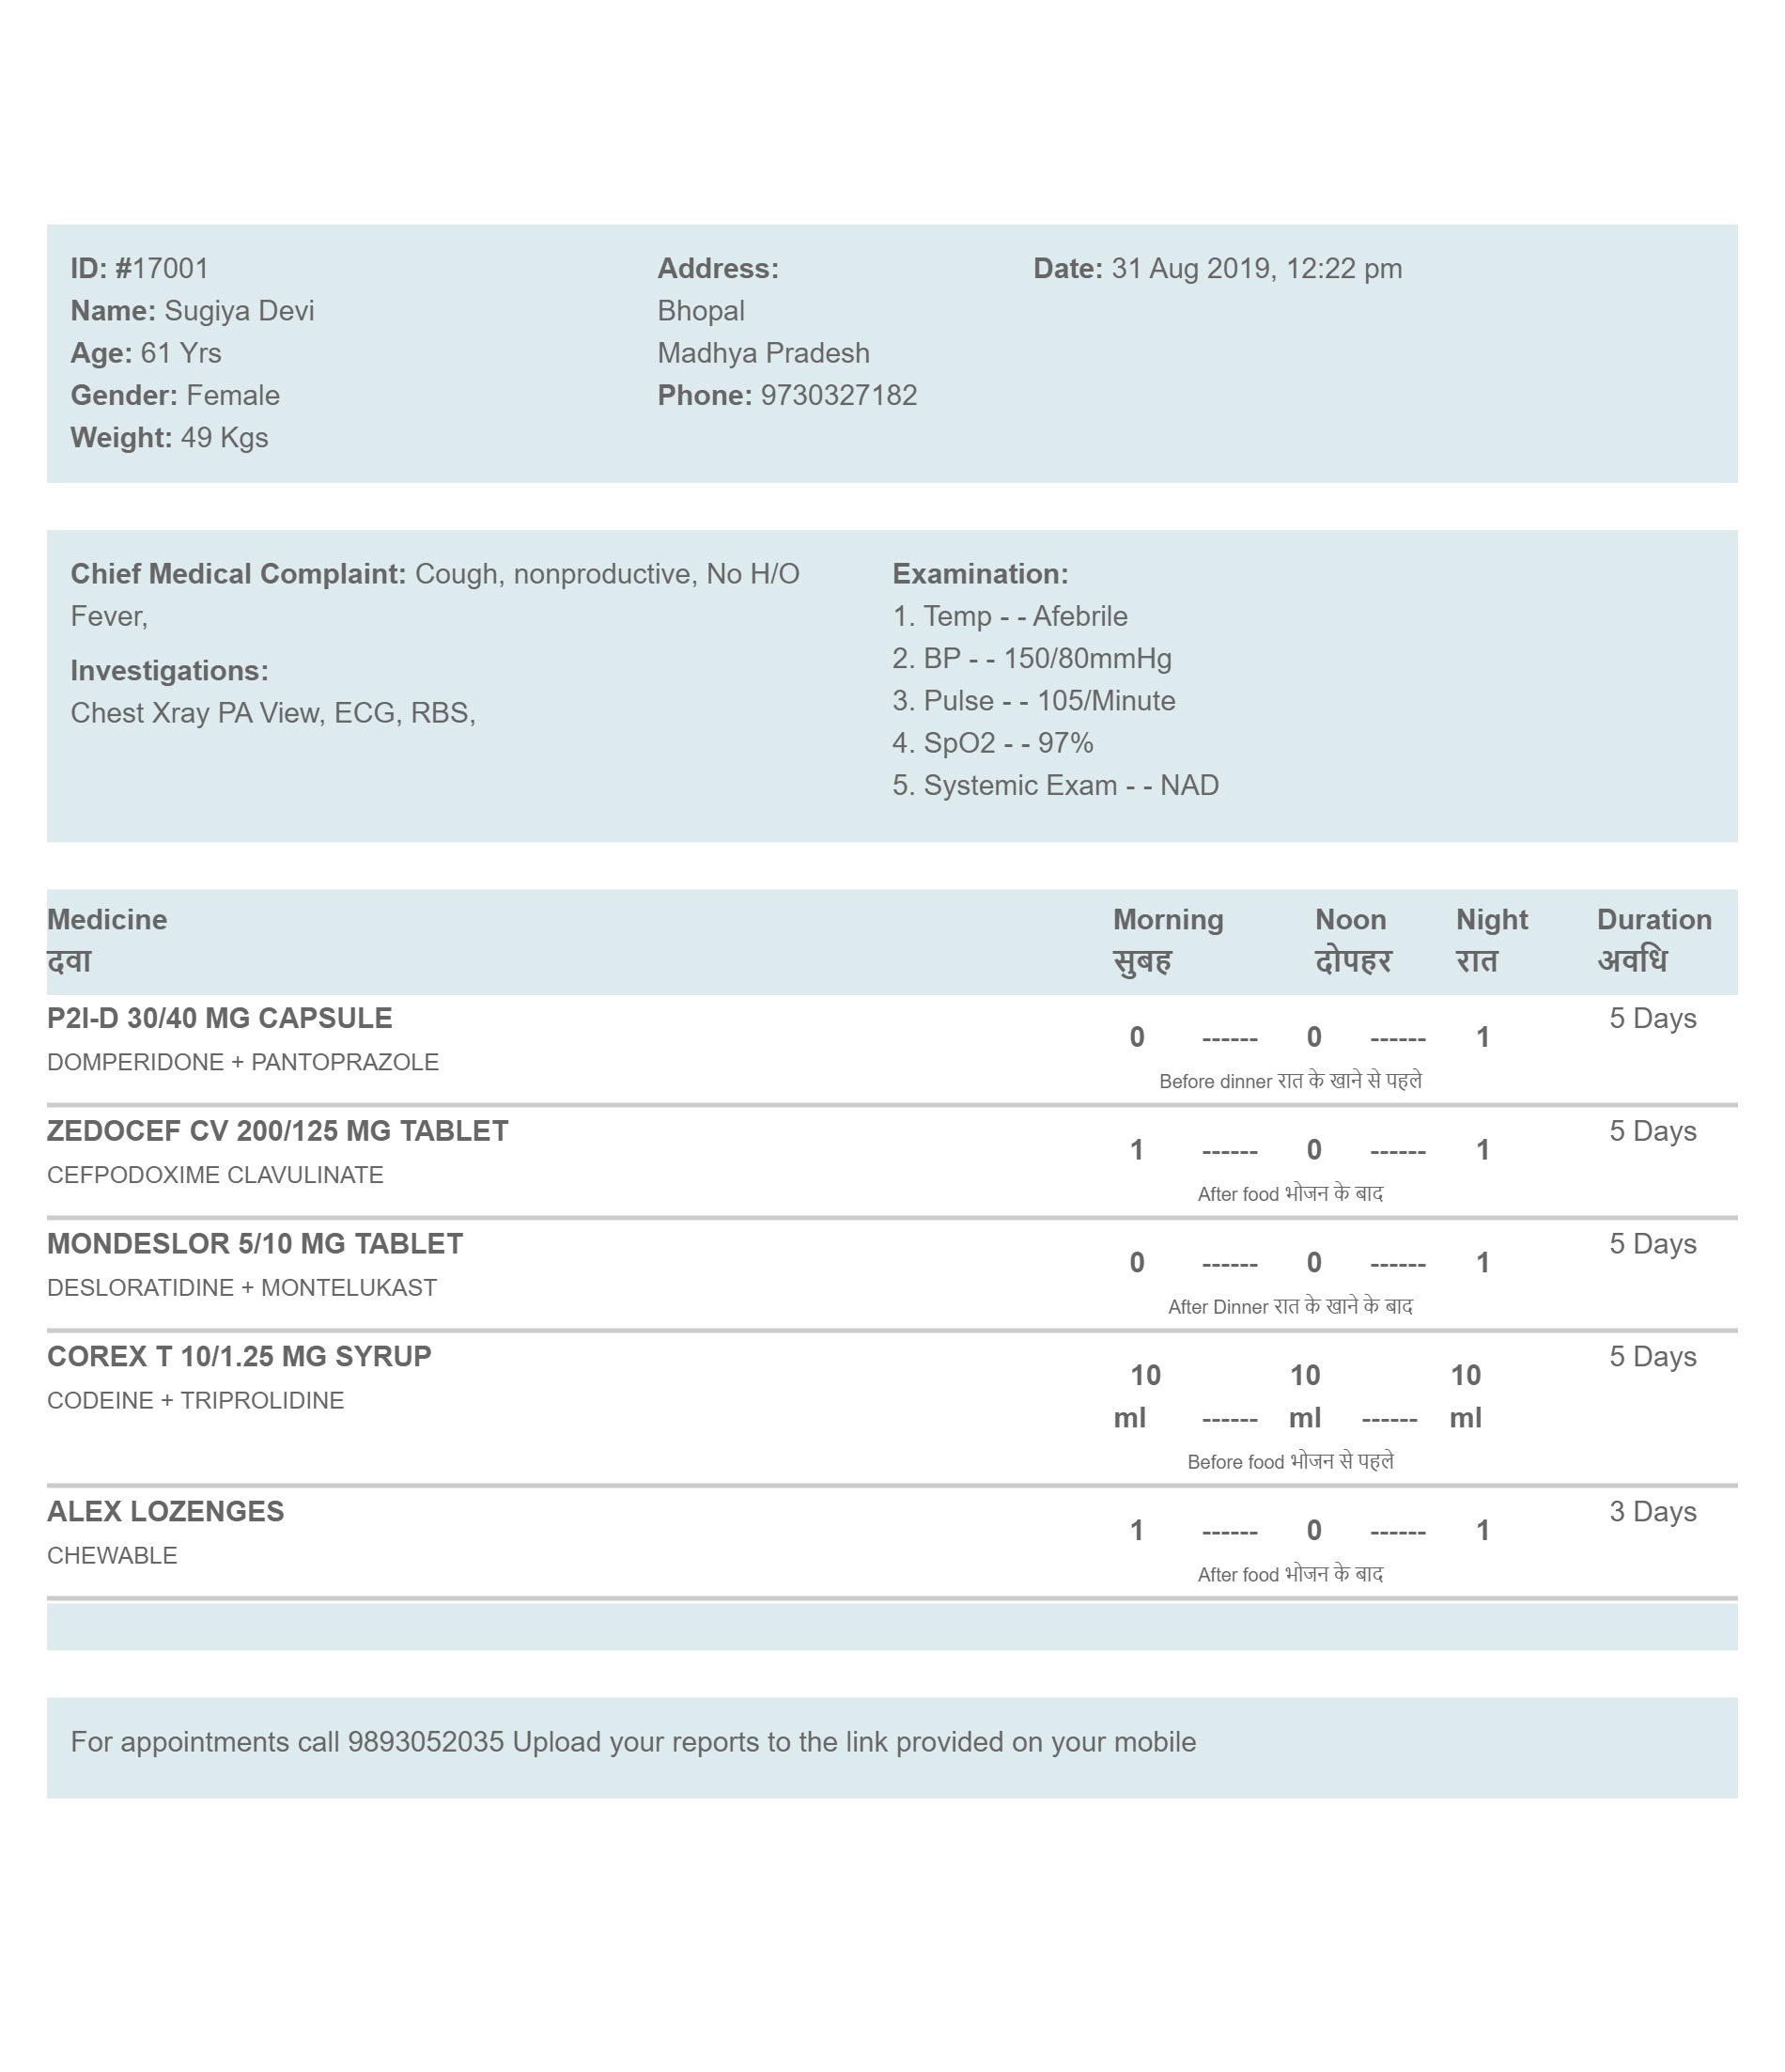 ID: #17001
Name: Sugiya Devi
Age: 61 Yrs
Gender: Female
Weight: 49 Kgs
Address:
Bhopal
Madhya Pradesh
Phone: 9730327182
Date: 31 Aug 2019, 12:22 pm
Chief Medical Complaint: Cough, nonproductive, No H/O
Fever,
Investigations:
Chest Xray PA View, ECG, RBS,
Examination:
1. Temp - - Afebrile
2. BP - - 150/80mmHg
3. Pulse - - 105/Minute
4. SpO2 - - 97%
5. Systemic Exam - - NAD
Medicine Morning Noon Night Duration
दवा सुबह दोपहर रात अवधि
P2I-D 30/40 MG CAPSULE 5 Days
0 ------ 0 ------ 1
DOMPERIDONE + PANTOPRAZOLE
Before dinner रात के खाने से पहले
ZEDOCEF CV 200/125 MG TABLET 5 Days
1 ------ 0 ------ 1
CEFPODOXIME CLAVULINATE
After food भोजन के बाद
MONDESLOR 5/10 MG TABLET 5 Days
0 ------ 0 ------ 1
DESLORATIDINE + MONTELUKAST
After Dinner रात के खाने के बाद
COREX T 10/1.25 MG SYRUP 5 Days
10 10 10
CODEINE + TRIPROLIDINE
ml ------ ml ------ ml
Before food भोजन से पहले
ALEX LOZENGES 3 Days
1 ------ 0 ------ 1
CHEWABLE
After food भोजन के बाद
For appointments call 9893052035 Upload your reports to the link provided on your mobile